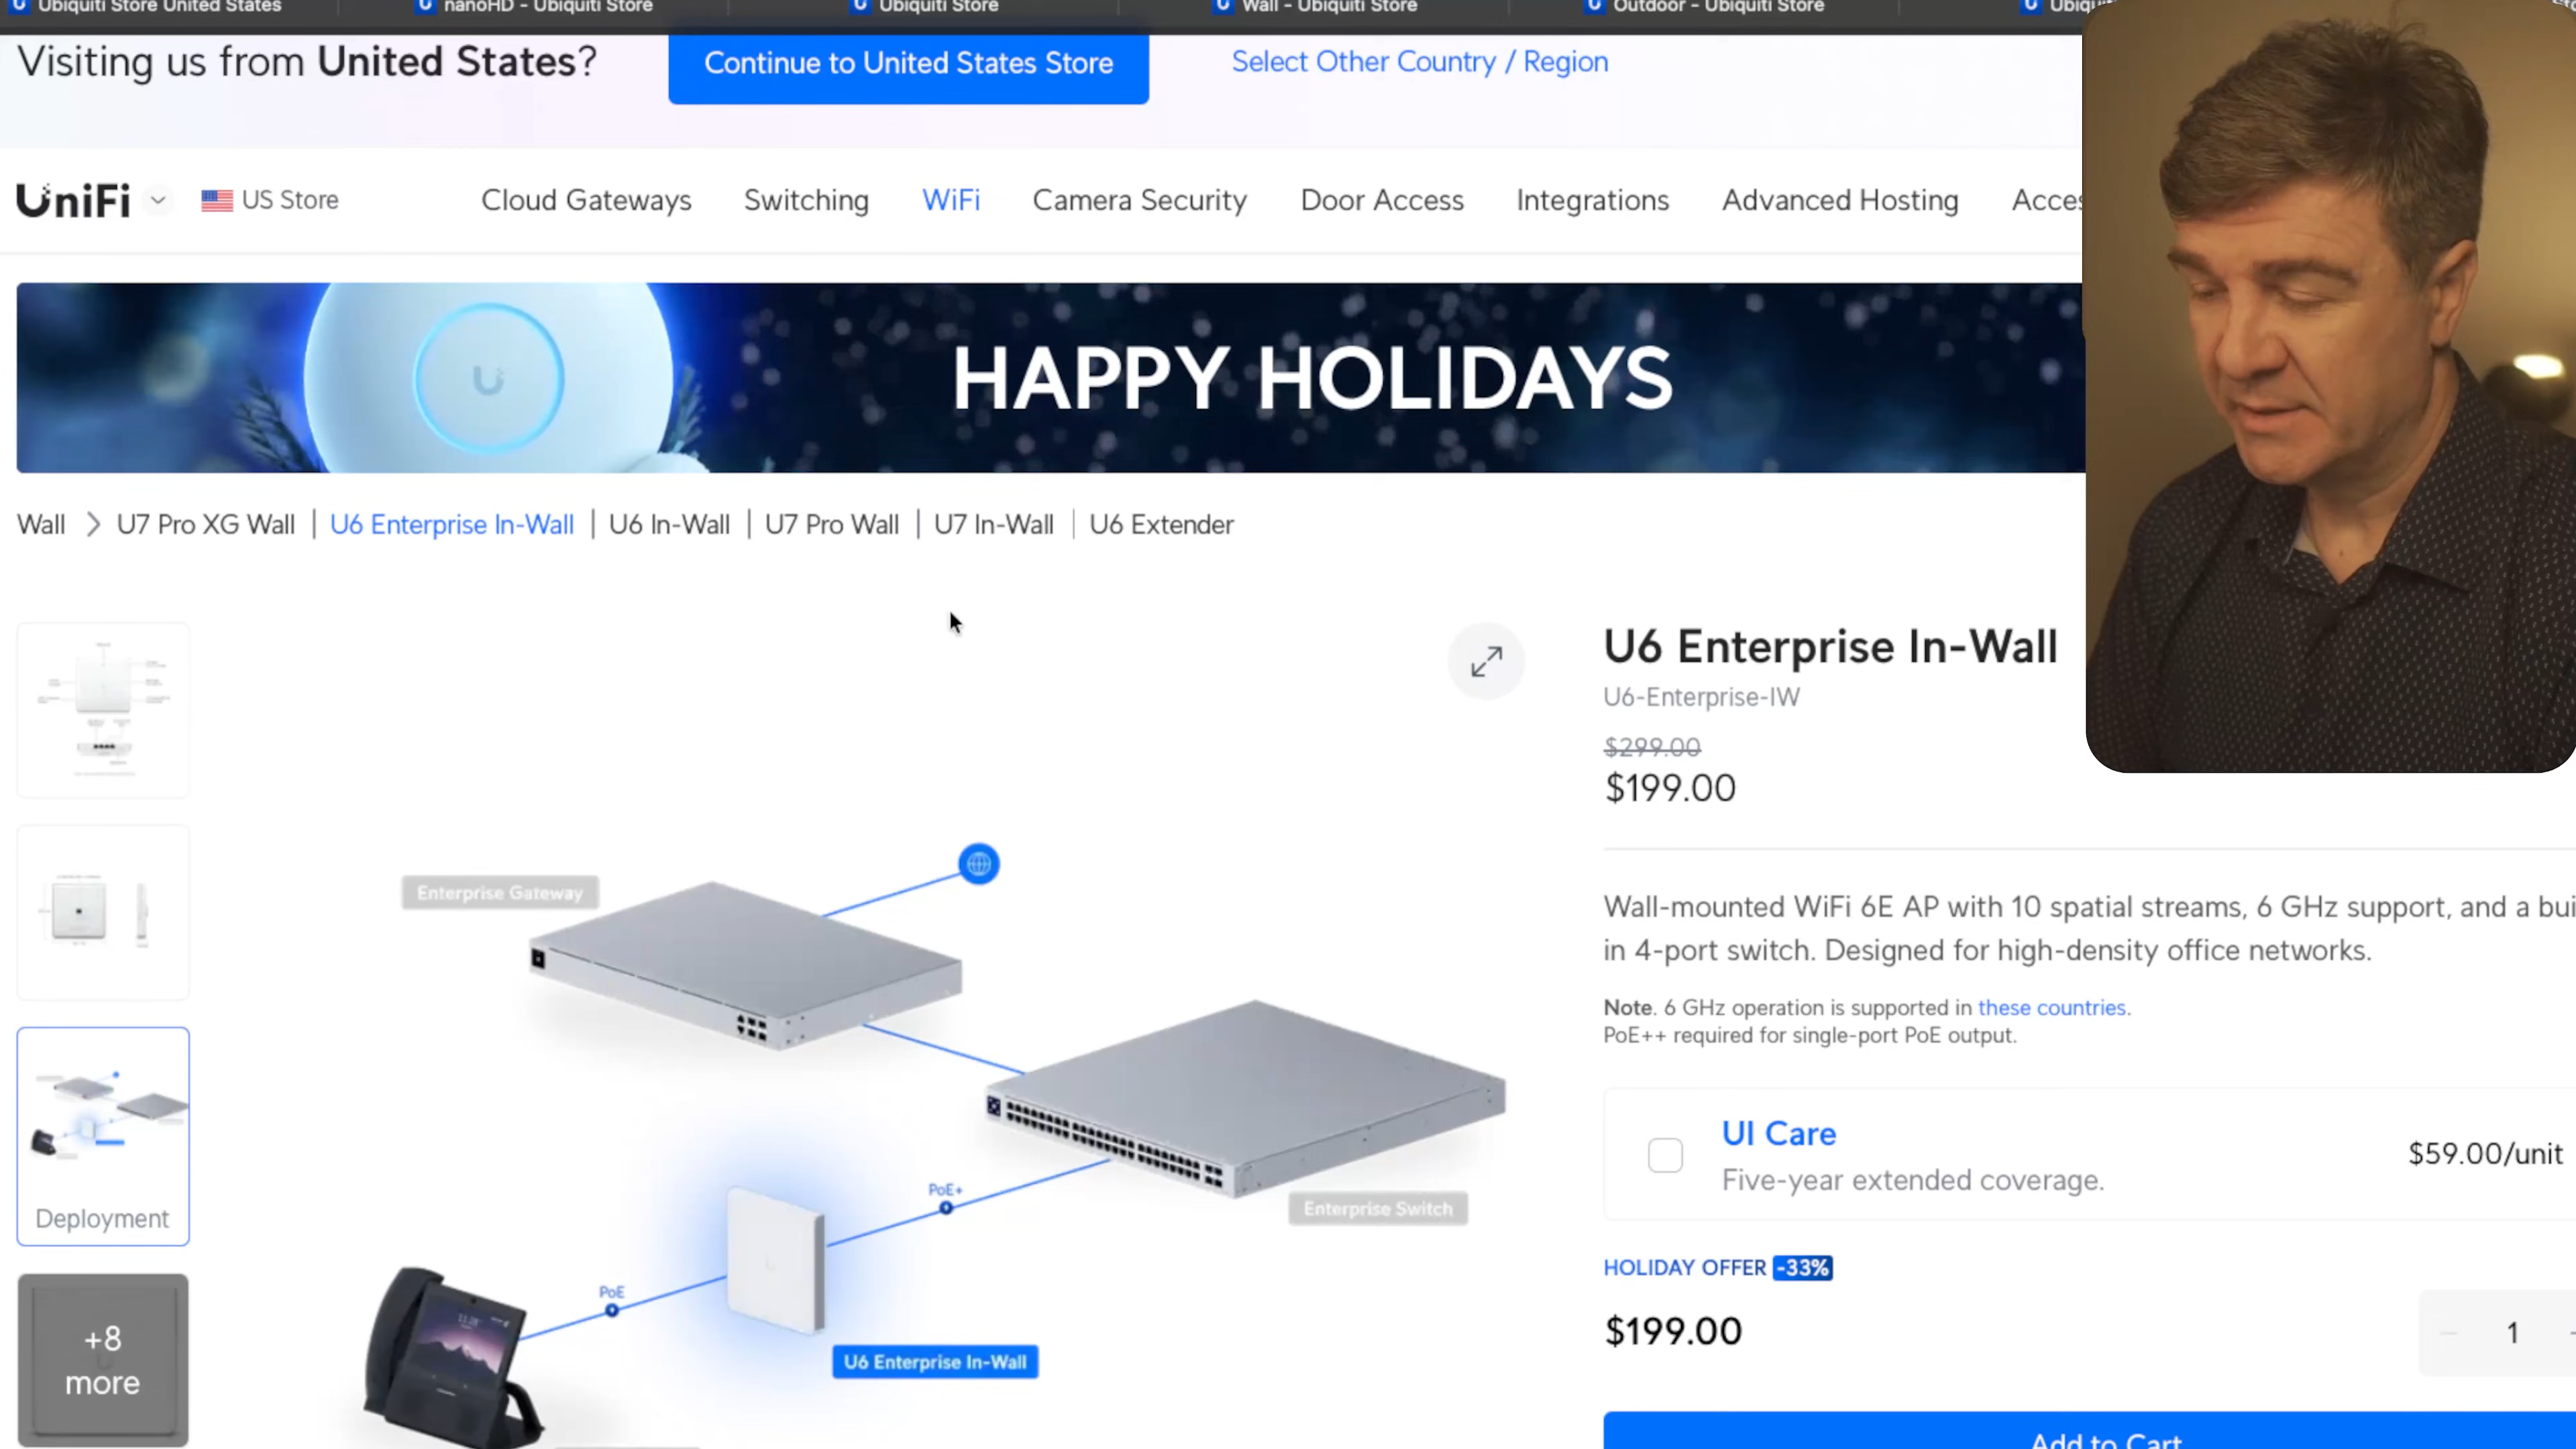 Ubiquiti Store United States
nanoHD - Ubiquiti Store
Ubiquiti Store
Wall - Ubiquiti Store
Outdoor - Ubiquiti Store
Visiting us from United States?
Continue to United States Store
Select Other Country / Region
UniFi
US Store
Cloud Gateways
Switching
WiFi
Camera Security
Door Access
Integrations
Advanced Hosting
HAPPY HOLIDAYS
Wall > U7 Pro XG Wall | U6 Enterprise In-Wall | U6 In-Wall | U7 Pro Wall | U7 In-Wall | U6 Extender
Deployment
+8
more
Enterprise Gateway
Enterprise Switch
PoE+
PoE
U6 Enterprise In-Wall
11:28
U6 Enterprise In-Wall
U6-Enterprise-IW
$299.00
$199.00
Wall-mounted WiFi 6E AP with 10 spatial streams, 6 GHz support, and a
in 4-port switch. Designed for high-density office networks.
Note. 6 GHz operation is supported in these countries.
PoE++ required for single-port PoE output.
UI Care
Five-year extended coverage.
$59.00/unit
HOLIDAY OFFER -33%
$199.00
1
Add to Cart